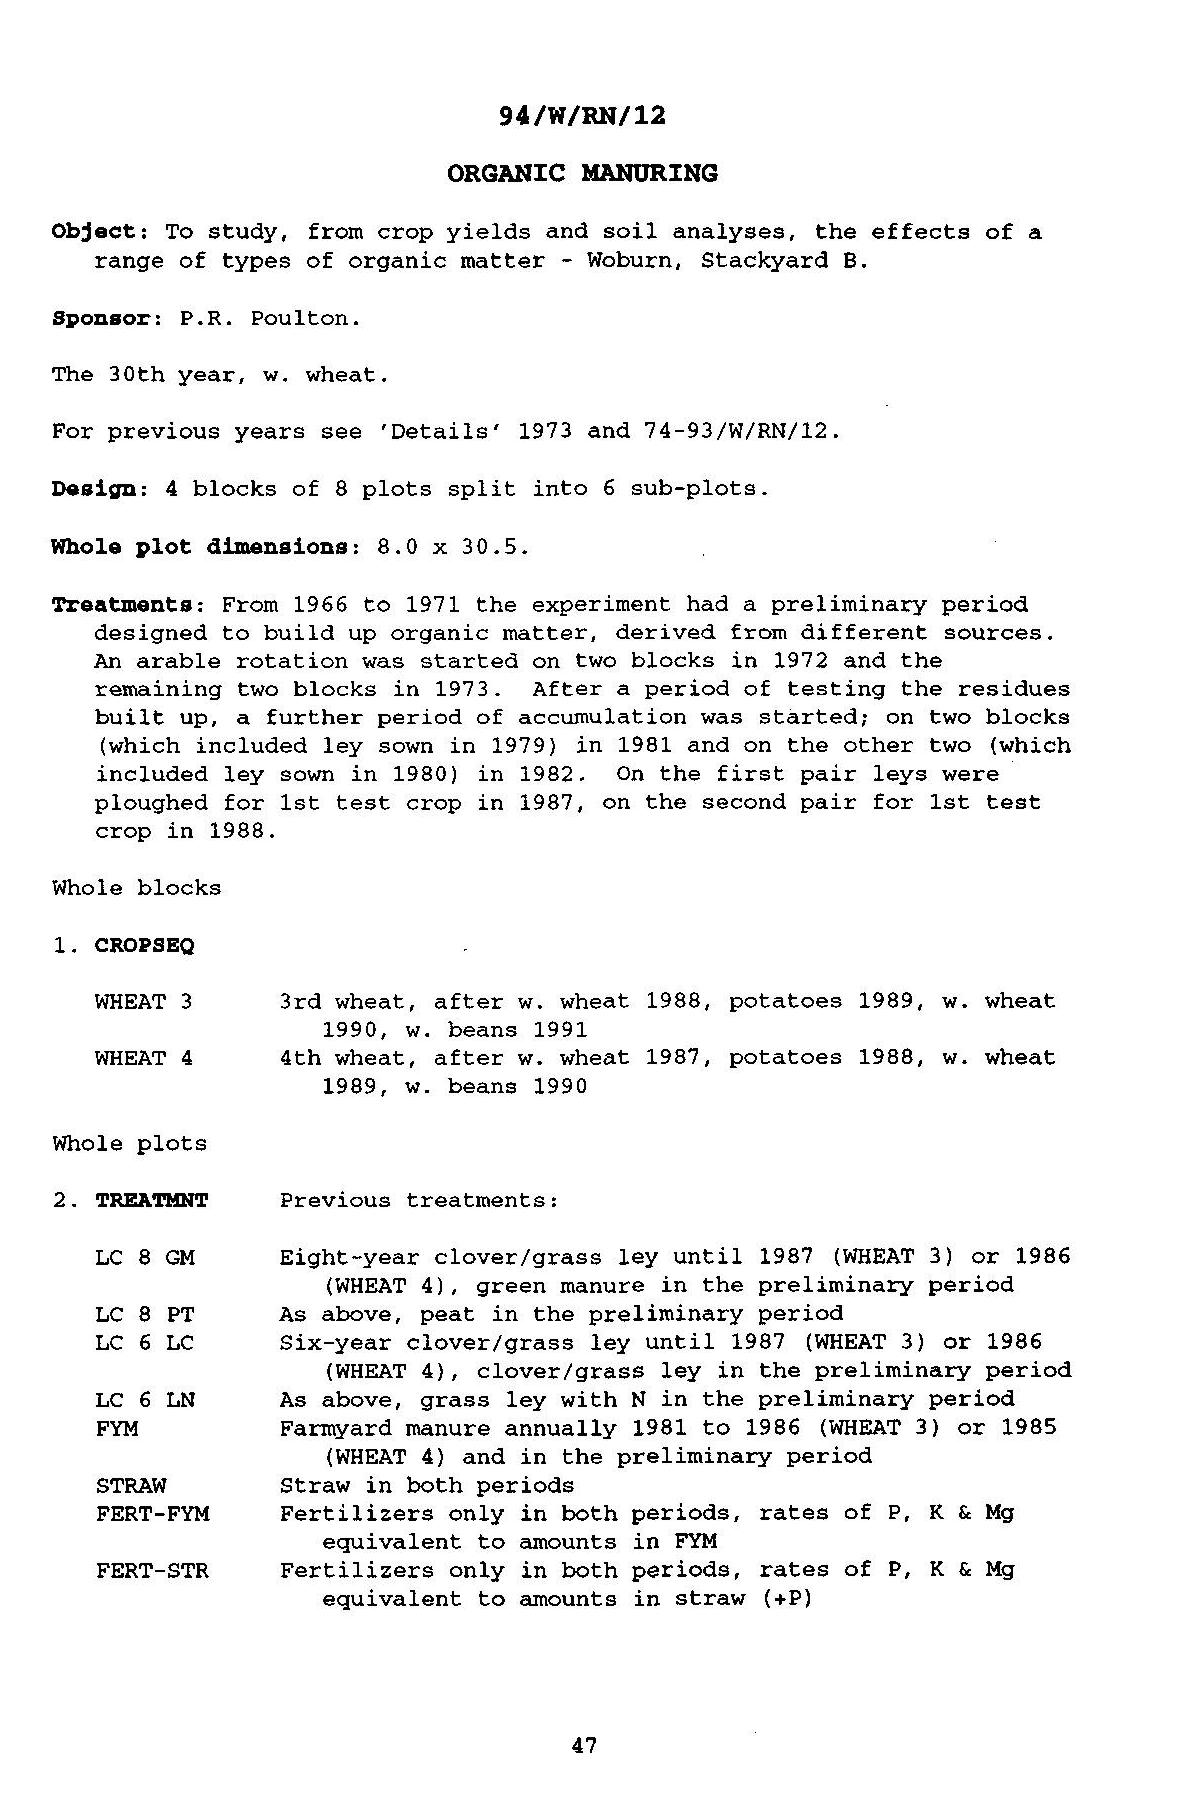 94/W/RN/12
ORGANIC MANURING
Object: To study, from crop yields and soil analyses, the effects of a
range of types of organic matter - Woburn, Stackyard B.
Sponsor: P.R. Poulton.
The 30th year, w. wheat.
For previous years see 'Details' 1973 and 74-93/W/RN/12.
Design: 4 blocks of 8 plots split into 6 sub-plots.
Whole plot dimensions: 8.0 x 30.5.
Treatments: From 1966 to 1971 the experiment had a preliminary period
designed to build up organic matter, derived from different sources.
An arable rotation was started on two blocks in 1972 and the
remaining two blocks in 1973. After a period of testing the residues
built up, a further period of accumulation was started; on two blocks
(which included ley sown in 1979) in 1981 and on the other two (which
included ley sown in 1980) in 1982. On the first pair leys were
ploughed for 1st test crop in 1987, on the second pair for 1st test
crop in 1988.
Whole blocks
1. CROPSEQ
WHEAT 3 3rd wheat, after w. wheat 1988, potatoes 1989, w. wheat
1990, w. beans 1991
WHEAT 4 4th wheat, after w. wheat 1987, potatoes 1988, w. wheat
1989, w. beans 1990
Whole plots
2. TREATMNT Previous treatments:
LC 8 GM Eight-year clover/grass ley until 1987 (WHEAT 3) or 1986
(WHEAT 4), green manure in the preliminary period
LC 8 PT As above, peat in the preliminary period
LC 6 LC Six-year clover/grass ley until 1987 (WHEAT 3) or 1986
(WHEAT 4), clover/grass ley in the preliminary period
LC 6 LN As above, grass ley with N in the preliminary period
FYM Farmyard manure annually 1981 to 1986 (WHEAT 3) or 1985
(WHEAT 4) and in the preliminary period
STRAW Straw in both periods
FERT-FYM Fertilizers only in both periods, rates of P, K & Mg
equivalent to amounts in FYM
FERT-STR Fertilizers only in both periods, rates of P, K & Mg
equivalent to amounts in straw (+P)
47